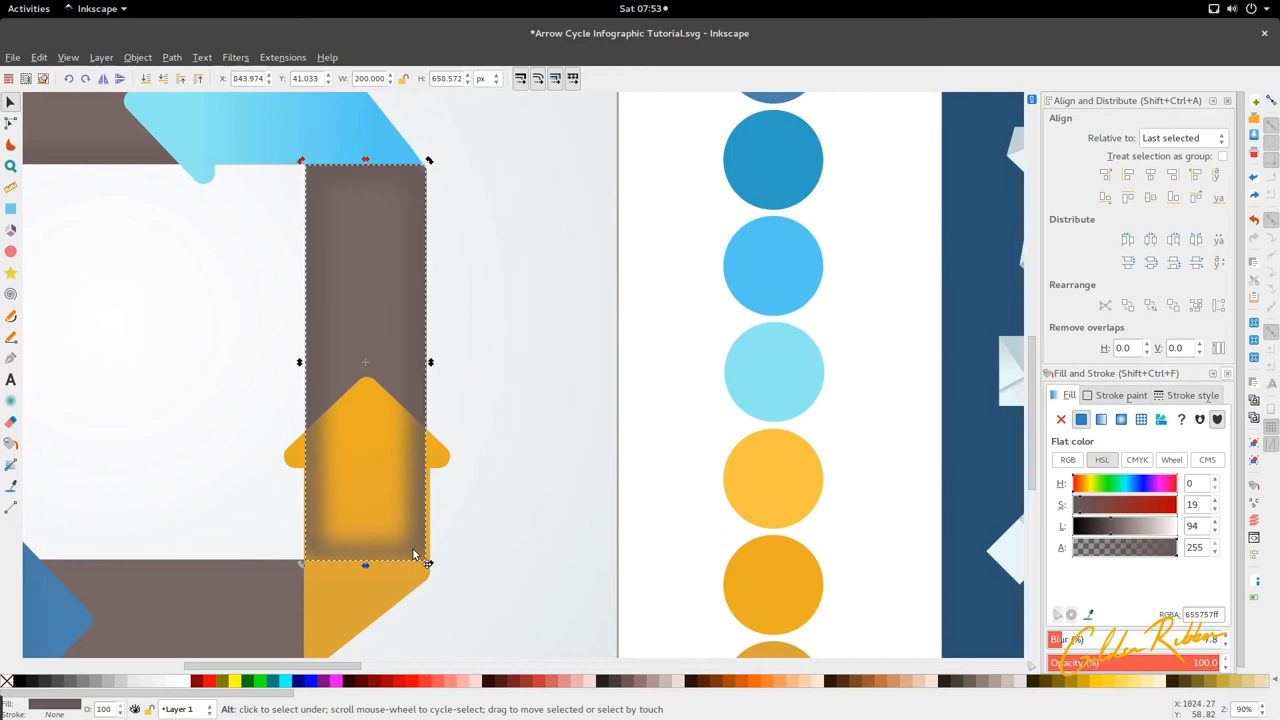 Activities Inkscape Sat 07:53
*Arrow Cycle Infographic Tutorial.svg - Inkscape
File Edit View Layer Object Path Text Filters Extensions Help
X: 843.974 Y: 41.033 W: 200.000 H: 658.572 px
Align and Distribute (Shift+Ctrl+A)
Align
Relative to: Last selected
Treat selection as group:
Distribute
Rearrange
Remove overlaps
H: 0.0 V: 0.0
Fill and Stroke (Shift+Ctrl+F)
Fill Stroke paint Stroke style
Flat color
RGB HSL CMYK Wheel CMS
H: 0
S: 19
L: 94
A: 255
RGBA: 655757ff
Blur (%) 7.8
Golden Ribbon
Opacity (%) 100.0
Fill: O: 100 •Layer 1 Alt: click to select under; scroll mouse-wheel to cycle-select; drag to move selected or select by touch X: 1024.27 Z: 90%
Stroke: None Y: 58.82